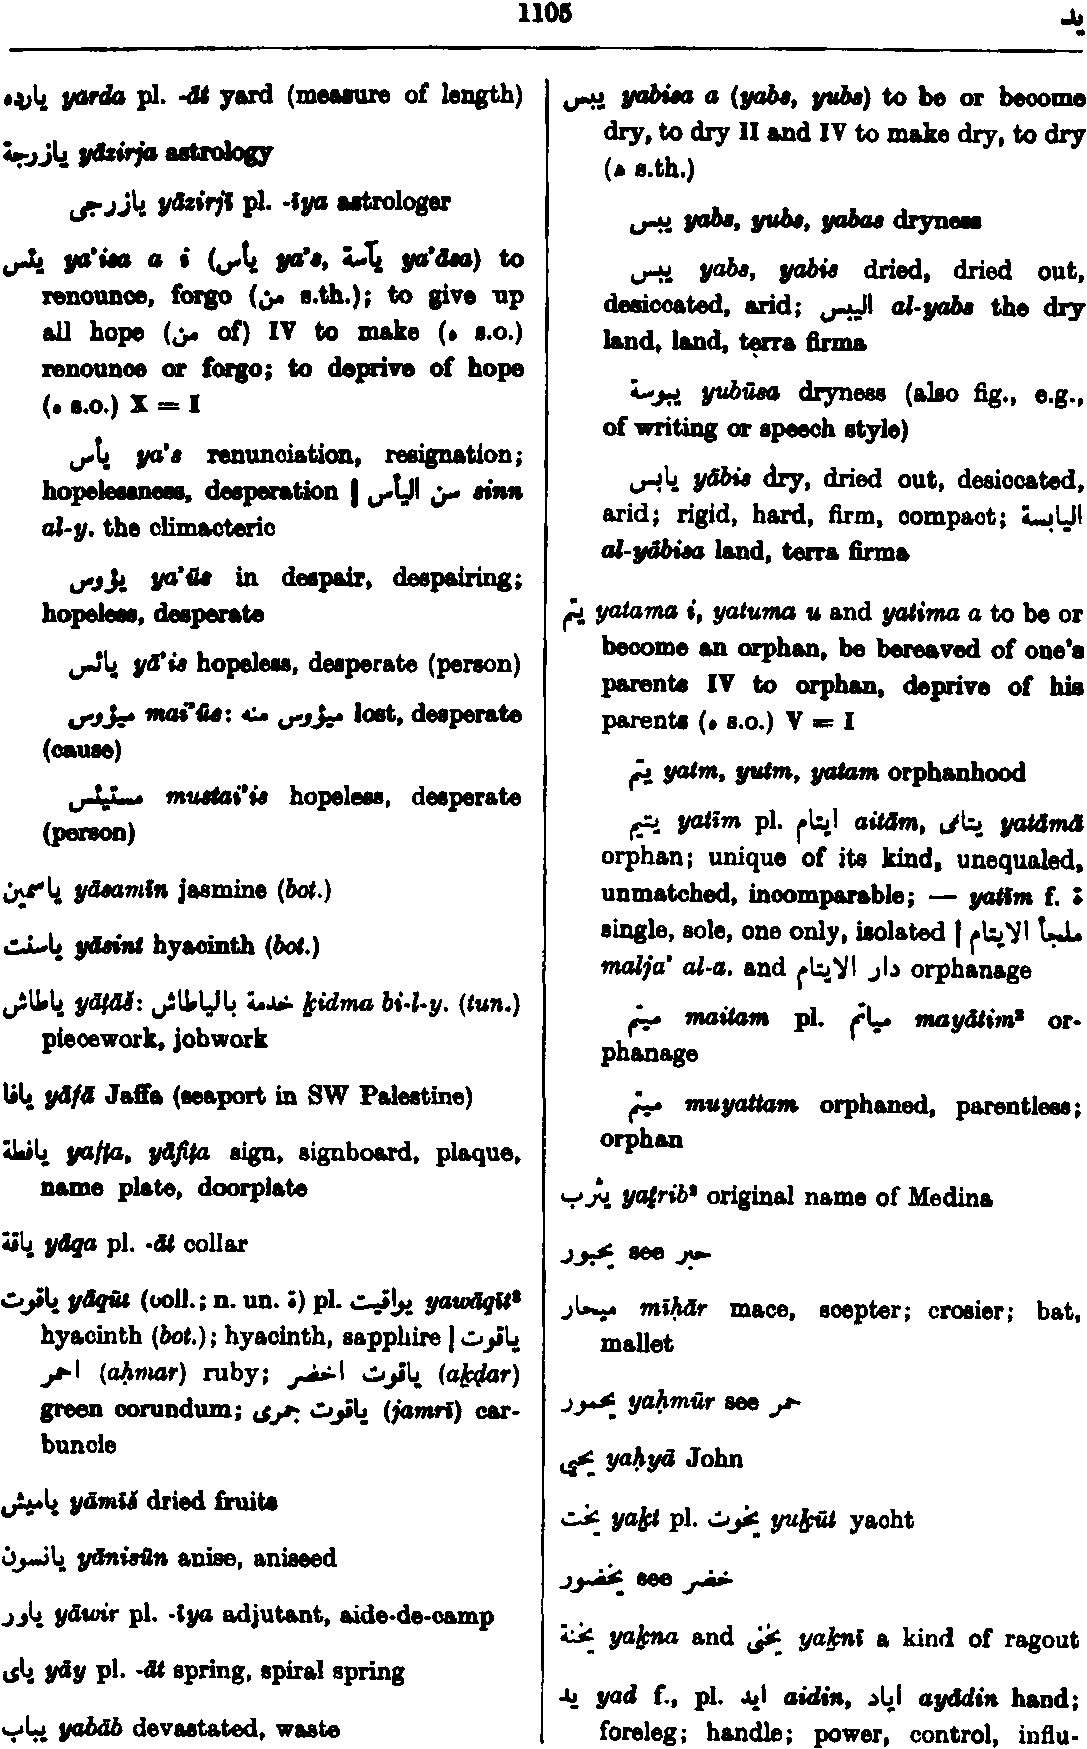 1105
يد
يارده yarda pl. -āt yard (measure of length)
يازرجة yāzirja astrology
يازرجى yāzirjī pl. -īya astrologer
يئس ya'isa a i (يأس ya's, يآسة ya'āsa) to
renounce, forgo (من s.th.); to give up
all hope (من of) IV to make (ه s.o.)
renounce or forgo; to deprive of hope
(ه s.o.) X = I
يأس ya's renunciation, resignation;
hopelessness, desperation | سن اليأس sinn
al-y. the climacteric
يؤوس ya'ūs in despair, despairing;
hopeless, desperate
يائس yā'is hopeless, desperate (person)
ميؤوس mai'ūs: ميؤوس منه lost, desperate
(cause)
مستيئس mustai'is hopeless, desperate
(person)
ياسمين yāsamīn jasmine (bot.)
ياسنت yāsint hyacinth (bot.)
ياطاش yāṭāš: خدمة بالياطاش ḵidma bi-l-y. (tun.)
piecework, jobwork
يافا yāfā Jaffa (seaport in SW Palestine)
يافطة yafṭa, yāfiṭa sign, signboard, plaque,
name plate, doorplate
ياقة yāqa pl. -āt collar
ياقوت yāqūt (coll.; n. un. ة) pl. يواقيت yawāqīt²
hyacinth (bot.); hyacinth, sapphire | ياقوت
احمر (aḥmar) ruby; ياقوت اخضر (aḵḍar)
green corundum; ياقوت جمرى (jamrī) car-
buncle
ياميش yāmīš dried fruits
يانسون yānisūn anise, aniseed
ياور yāwir pl. -īya adjutant, aide-de-camp
ياى yāy pl. -āt spring, spiral spring
يباب yabāb devastated, waste
يبس yabisa a (yabs, yubs) to be or become
dry, to dry II and IV to make dry, to dry
(ه s.th.)
يبس yabs, yubs, yabas dryness
يبس yabs, yabis dried, dried out,
desiccated, arid; اليبس al-yabs the dry
land, land, terra firma
يبوسة yubūsa dryness (also fig., e.g.,
of writing or speech style)
يابس yābis dry, dried out, desiccated,
arid; rigid, hard, firm, compact; اليابسة
al-yābisa land, terra firma
يتم yatama i, yatuma u and yatima a to be or
become an orphan, be bereaved of one's
parents IV to orphan, deprive of his
parents (ه s.o.) V = I
يتم yatm, yutm, yatam orphanhood
يتيم yatīm pl. ايتام aitām, يتامى yatāmā
orphan; unique of its kind, unequaled,
unmatched, incomparable; — yatīm f. ة
single, sole, one only, isolated | ملجأ الايتام
malja' al-a. and دار الايتام orphanage
ميتم maitam pl. مياتم mayātim² or-
phanage
ميتم muyattam orphaned, parentless;
orphan
يثرب yaṯrib² original name of Medina
يحبور see حبر
ميحار mīḥār mace, scepter; crosier; bat,
mallet
يحمور yaḥmūr see حمر
يحيى yaḥyā John
يخت yaḵt pl. يخوت yuḵūt yacht
يخضور see خضر
يخنة yaḵna and يخنى yaḵnī a kind of ragout
يد yad f., pl. ايد aidin, اياد ayādin hand;
foreleg; handle; power, control, influ-